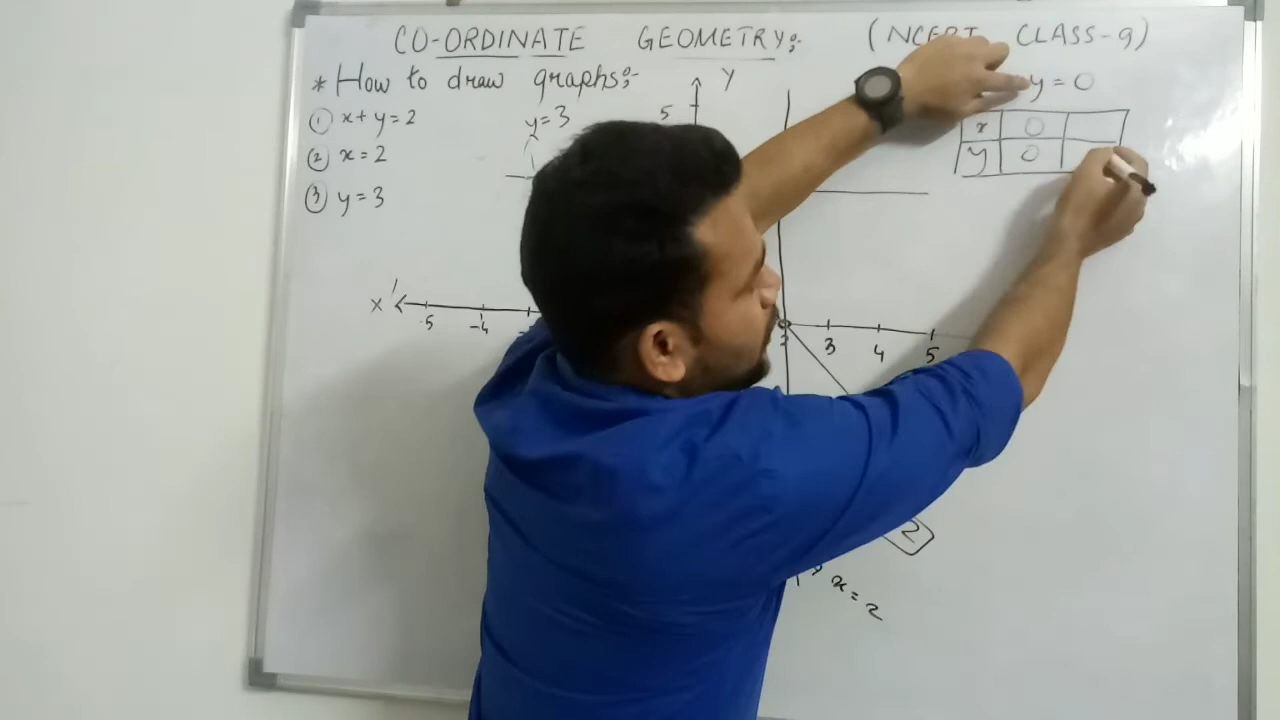 CO-ORDINATE GEOMETRY:- (NCERT CLASS-9)
* How to draw graphs:-
① x + y = 2
② x = 2
③ y = 3
y = 3
Y
5
y = 0
x 0
y 0
X'
-5 -4
3 4 5
2
x = 2